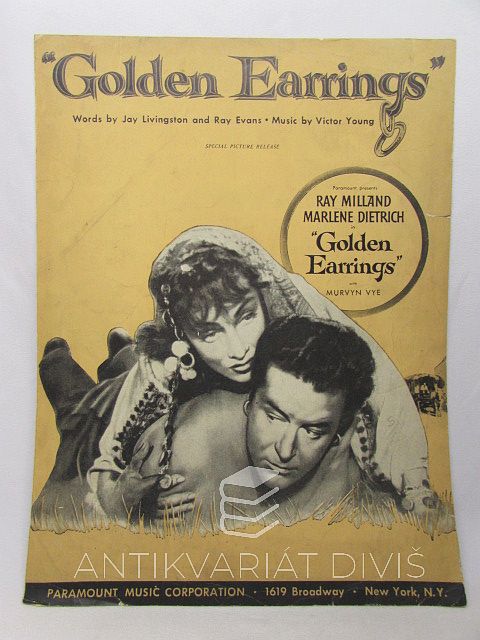 "Golden Earrings"
Words by Jay Livingston and Ray Evans • Music by Victor Young
SPECIAL PICTURE RELEASE
Paramount presents
RAY MILLAND
MARLENE DIETRICH
in
"Golden
Earrings"
with
MURVYN VYE
ANTIKVARIÁT DIVIŠ
PARAMOUNT MUSIC CORPORATION • 1619 Broadway • New York, N.Y.